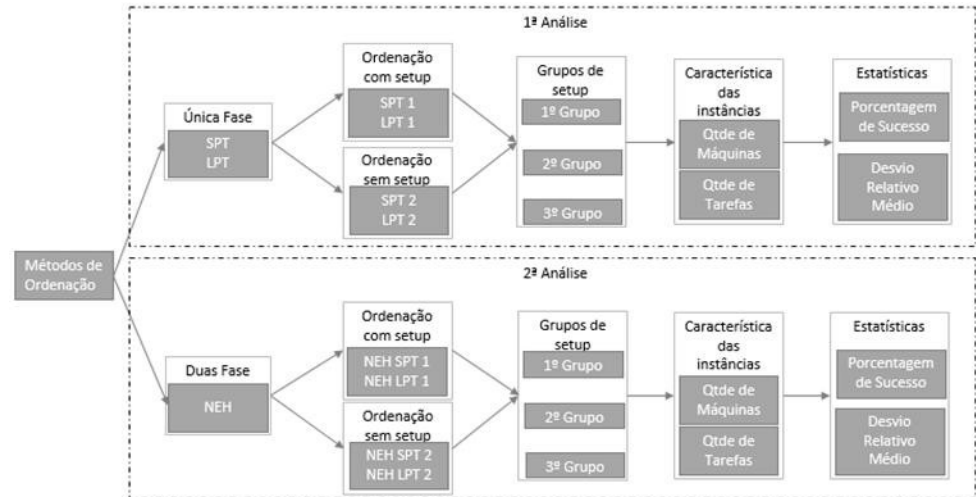 Métodos de
Ordenação
1ª Análise
Única Fase
SPT
LPT
Ordenação
com setup
SPT 1
LPT 1
Ordenação
sem setup
SPT 2
LPT 2
Grupos de
setup
1º Grupo
2º Grupo
3º Grupo
Característica
das
instâncias
Qtde de
Máquinas
Qtde de
Tarefas
Estatísticas
Porcentagem
de Sucesso
Desvio
Relativo
Médio
2ª Análise
Duas Fase
NEH
Ordenação
com setup
NEH SPT 1
NEH LPT 1
Ordenação
sem setup
NEH SPT 2
NEH LPT 2
Grupos de
setup
1º Grupo
2º Grupo
3º Grupo
Característica
das
instâncias
Qtde de
Máquinas
Qtde de
Tarefas
Estatísticas
Porcentagem
de Sucesso
Desvio
Relativo
Médio